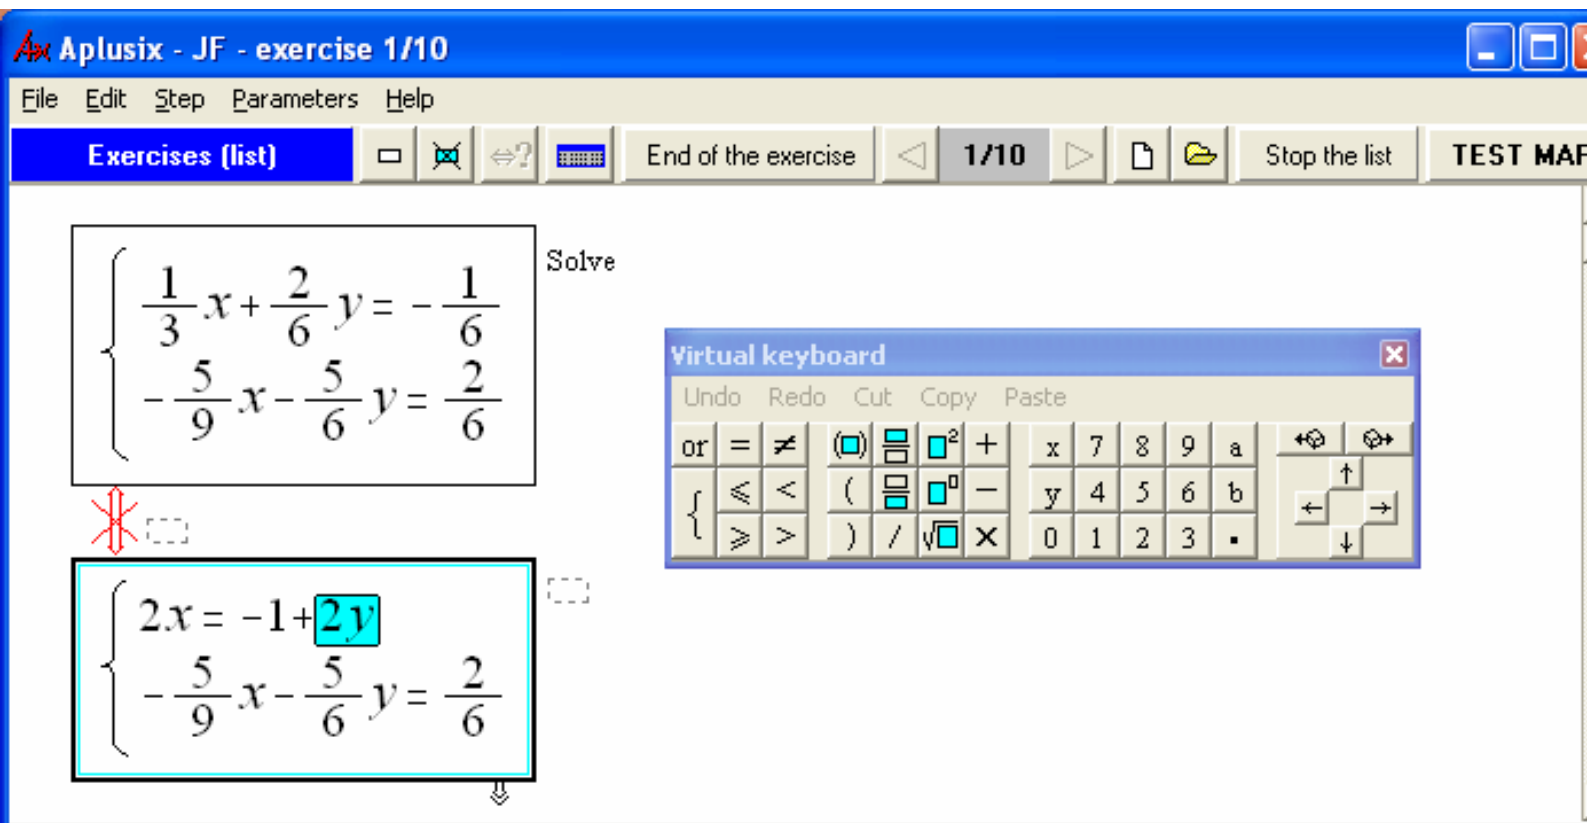 Ax Aplusix - JF - exercise 1/10
File Edit Step Parameters Help
Exercises (list) ⇔? End of the exercise 1/10 Stop the list TEST MAP
1/3 x + 2/6 y = - 1/6
- 5/9 x - 5/6 y = 2/6
Solve
2x = -1+2y
- 5/9 x - 5/6 y = 2/6
Virtual keyboard
Undo Redo Cut Copy Paste
or = ≠ (□) □² + x 7 8 9 a
{ ⩽ < ( − y 4 5 6 b
⩾ > ) / √□ × 0 1 2 3 .